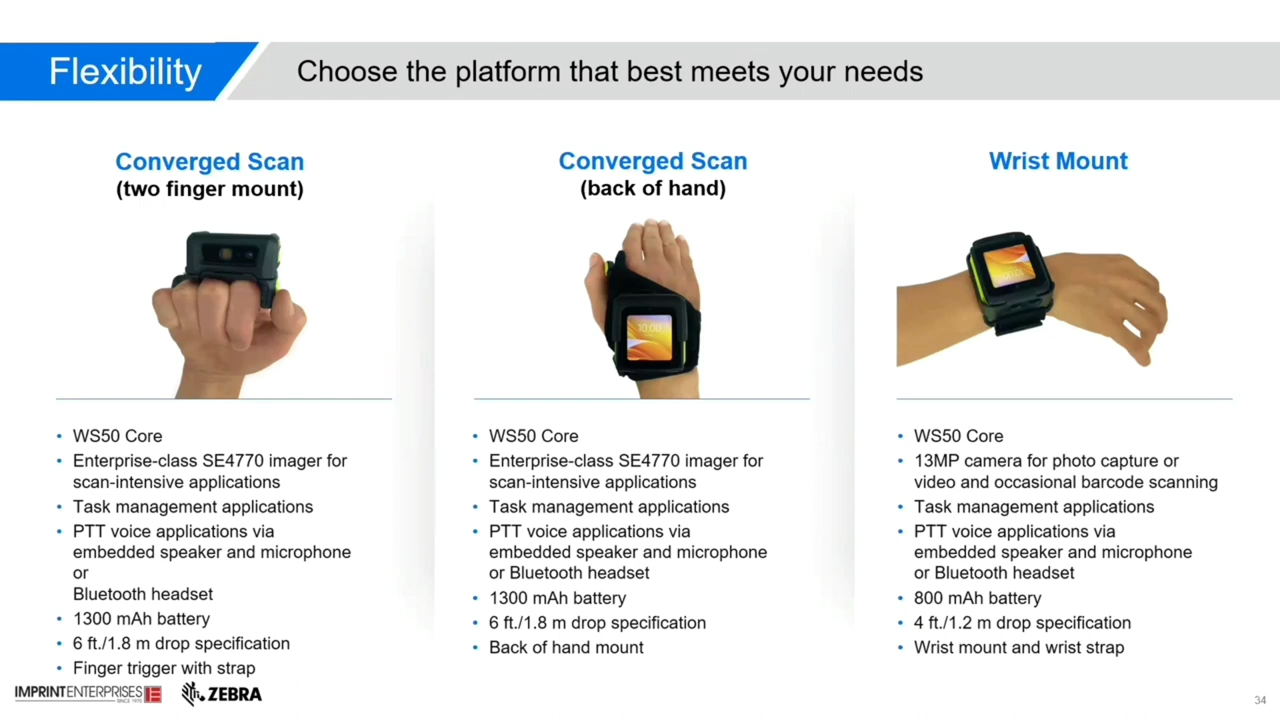 Flexibility
Choose the platform that best meets your needs
Converged Scan
(two finger mount)
• WS50 Core
• Enterprise-class SE4770 imager for
scan-intensive applications
• Task management applications
• PTT voice applications via
embedded speaker and microphone
or
Bluetooth headset
• 1300 mAh battery
• 6 ft./1.8 m drop specification
• Finger trigger with strap
Converged Scan
(back of hand)
10:00
• WS50 Core
• Enterprise-class SE4770 imager for
scan-intensive applications
• Task management applications
• PTT voice applications via
embedded speaker and microphone
or Bluetooth headset
• 1300 mAh battery
• 6 ft./1.8 m drop specification
• Back of hand mount
Wrist Mount
• WS50 Core
• 13MP camera for photo capture or
video and occasional barcode scanning
• Task management applications
• PTT voice applications via
embedded speaker and microphone
or Bluetooth headset
• 800 mAh battery
• 4 ft./1.2 m drop specification
• Wrist mount and wrist strap
IMPRINT ENTERPRISES
SINCE 1970
ZEBRA
34